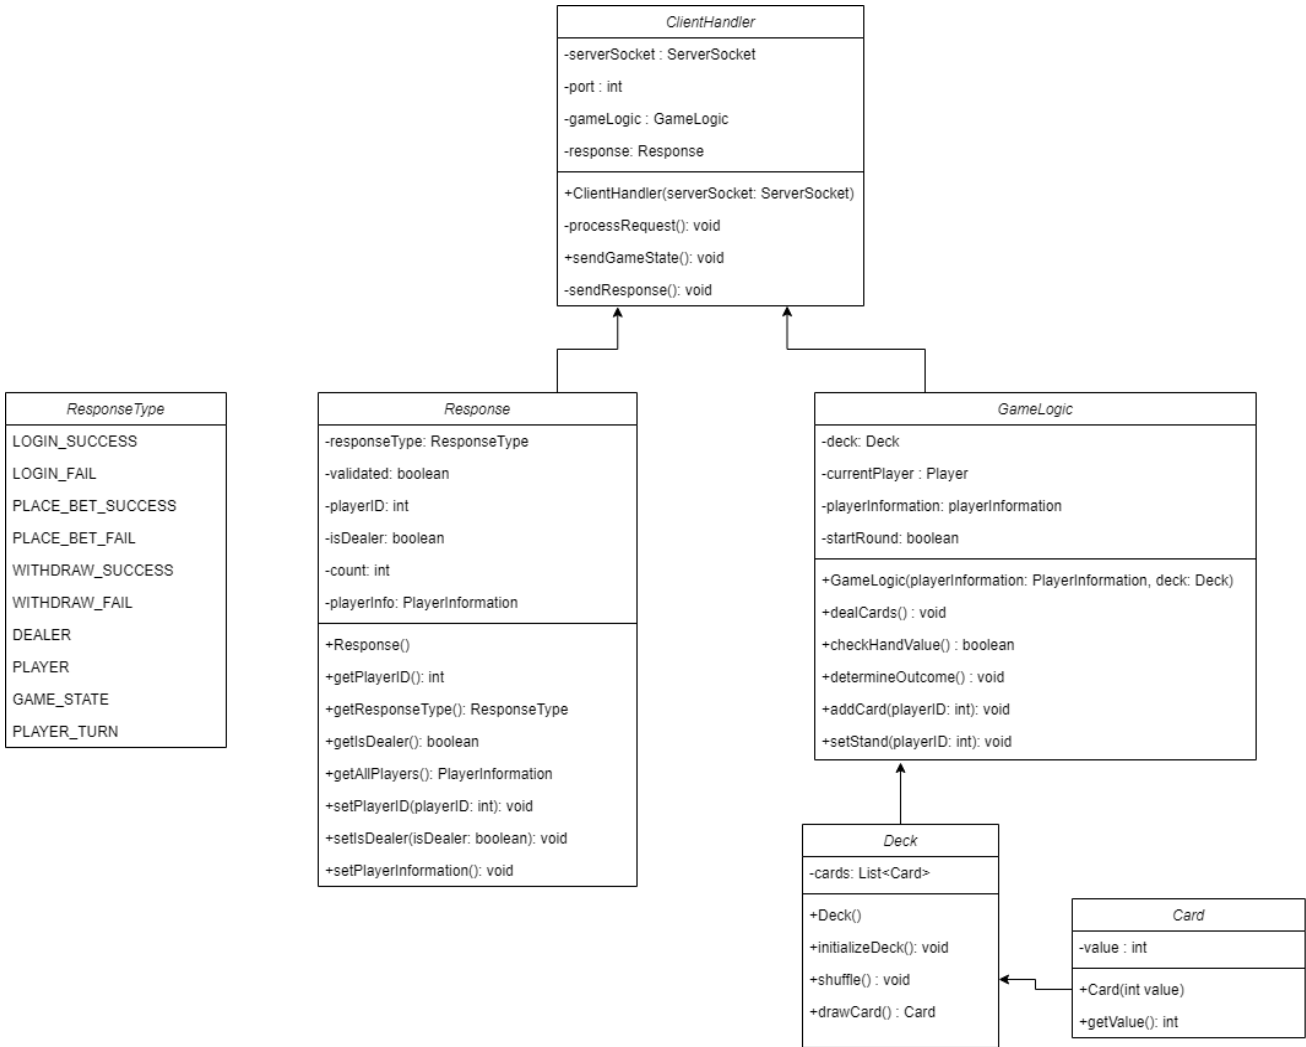 ClientHandler
-serverSocket : ServerSocket
-port : int
-gameLogic : GameLogic
-response: Response
+ClientHandler(serverSocket: ServerSocket)
-processRequest(): void
+sendGameState(): void
-sendResponse(): void
ResponseType
LOGIN_SUCCESS
LOGIN_FAIL
PLACE_BET_SUCCESS
PLACE_BET_FAIL
WITHDRAW_SUCCESS
WITHDRAW_FAIL
DEALER
PLAYER
GAME_STATE
PLAYER_TURN
Response
-responseType: ResponseType
-validated: boolean
-playerID: int
-isDealer: boolean
-count: int
-playerInfo: PlayerInformation
+Response()
+getPlayerID(): int
+getResponseType(): ResponseType
+getIsDealer(): boolean
+getAllPlayers(): PlayerInformation
+setPlayerID(playerID: int): void
+setIsDealer(isDealer: boolean): void
+setPlayerInformation(): void
GameLogic
-deck: Deck
-currentPlayer : Player
-playerInformation: playerInformation
-startRound: boolean
+GameLogic(playerInformation: PlayerInformation, deck: Deck)
+dealCards() : void
+checkHandValue() : boolean
+determineOutcome() : void
+addCard(playerID: int): void
+setStand(playerID: int): void
Deck
-cards: List<Card>
+Deck()
+initializeDeck(): void
+shuffle() : void
+drawCard() : Card
Card
-value : int
+Card(int value)
+getValue(): int